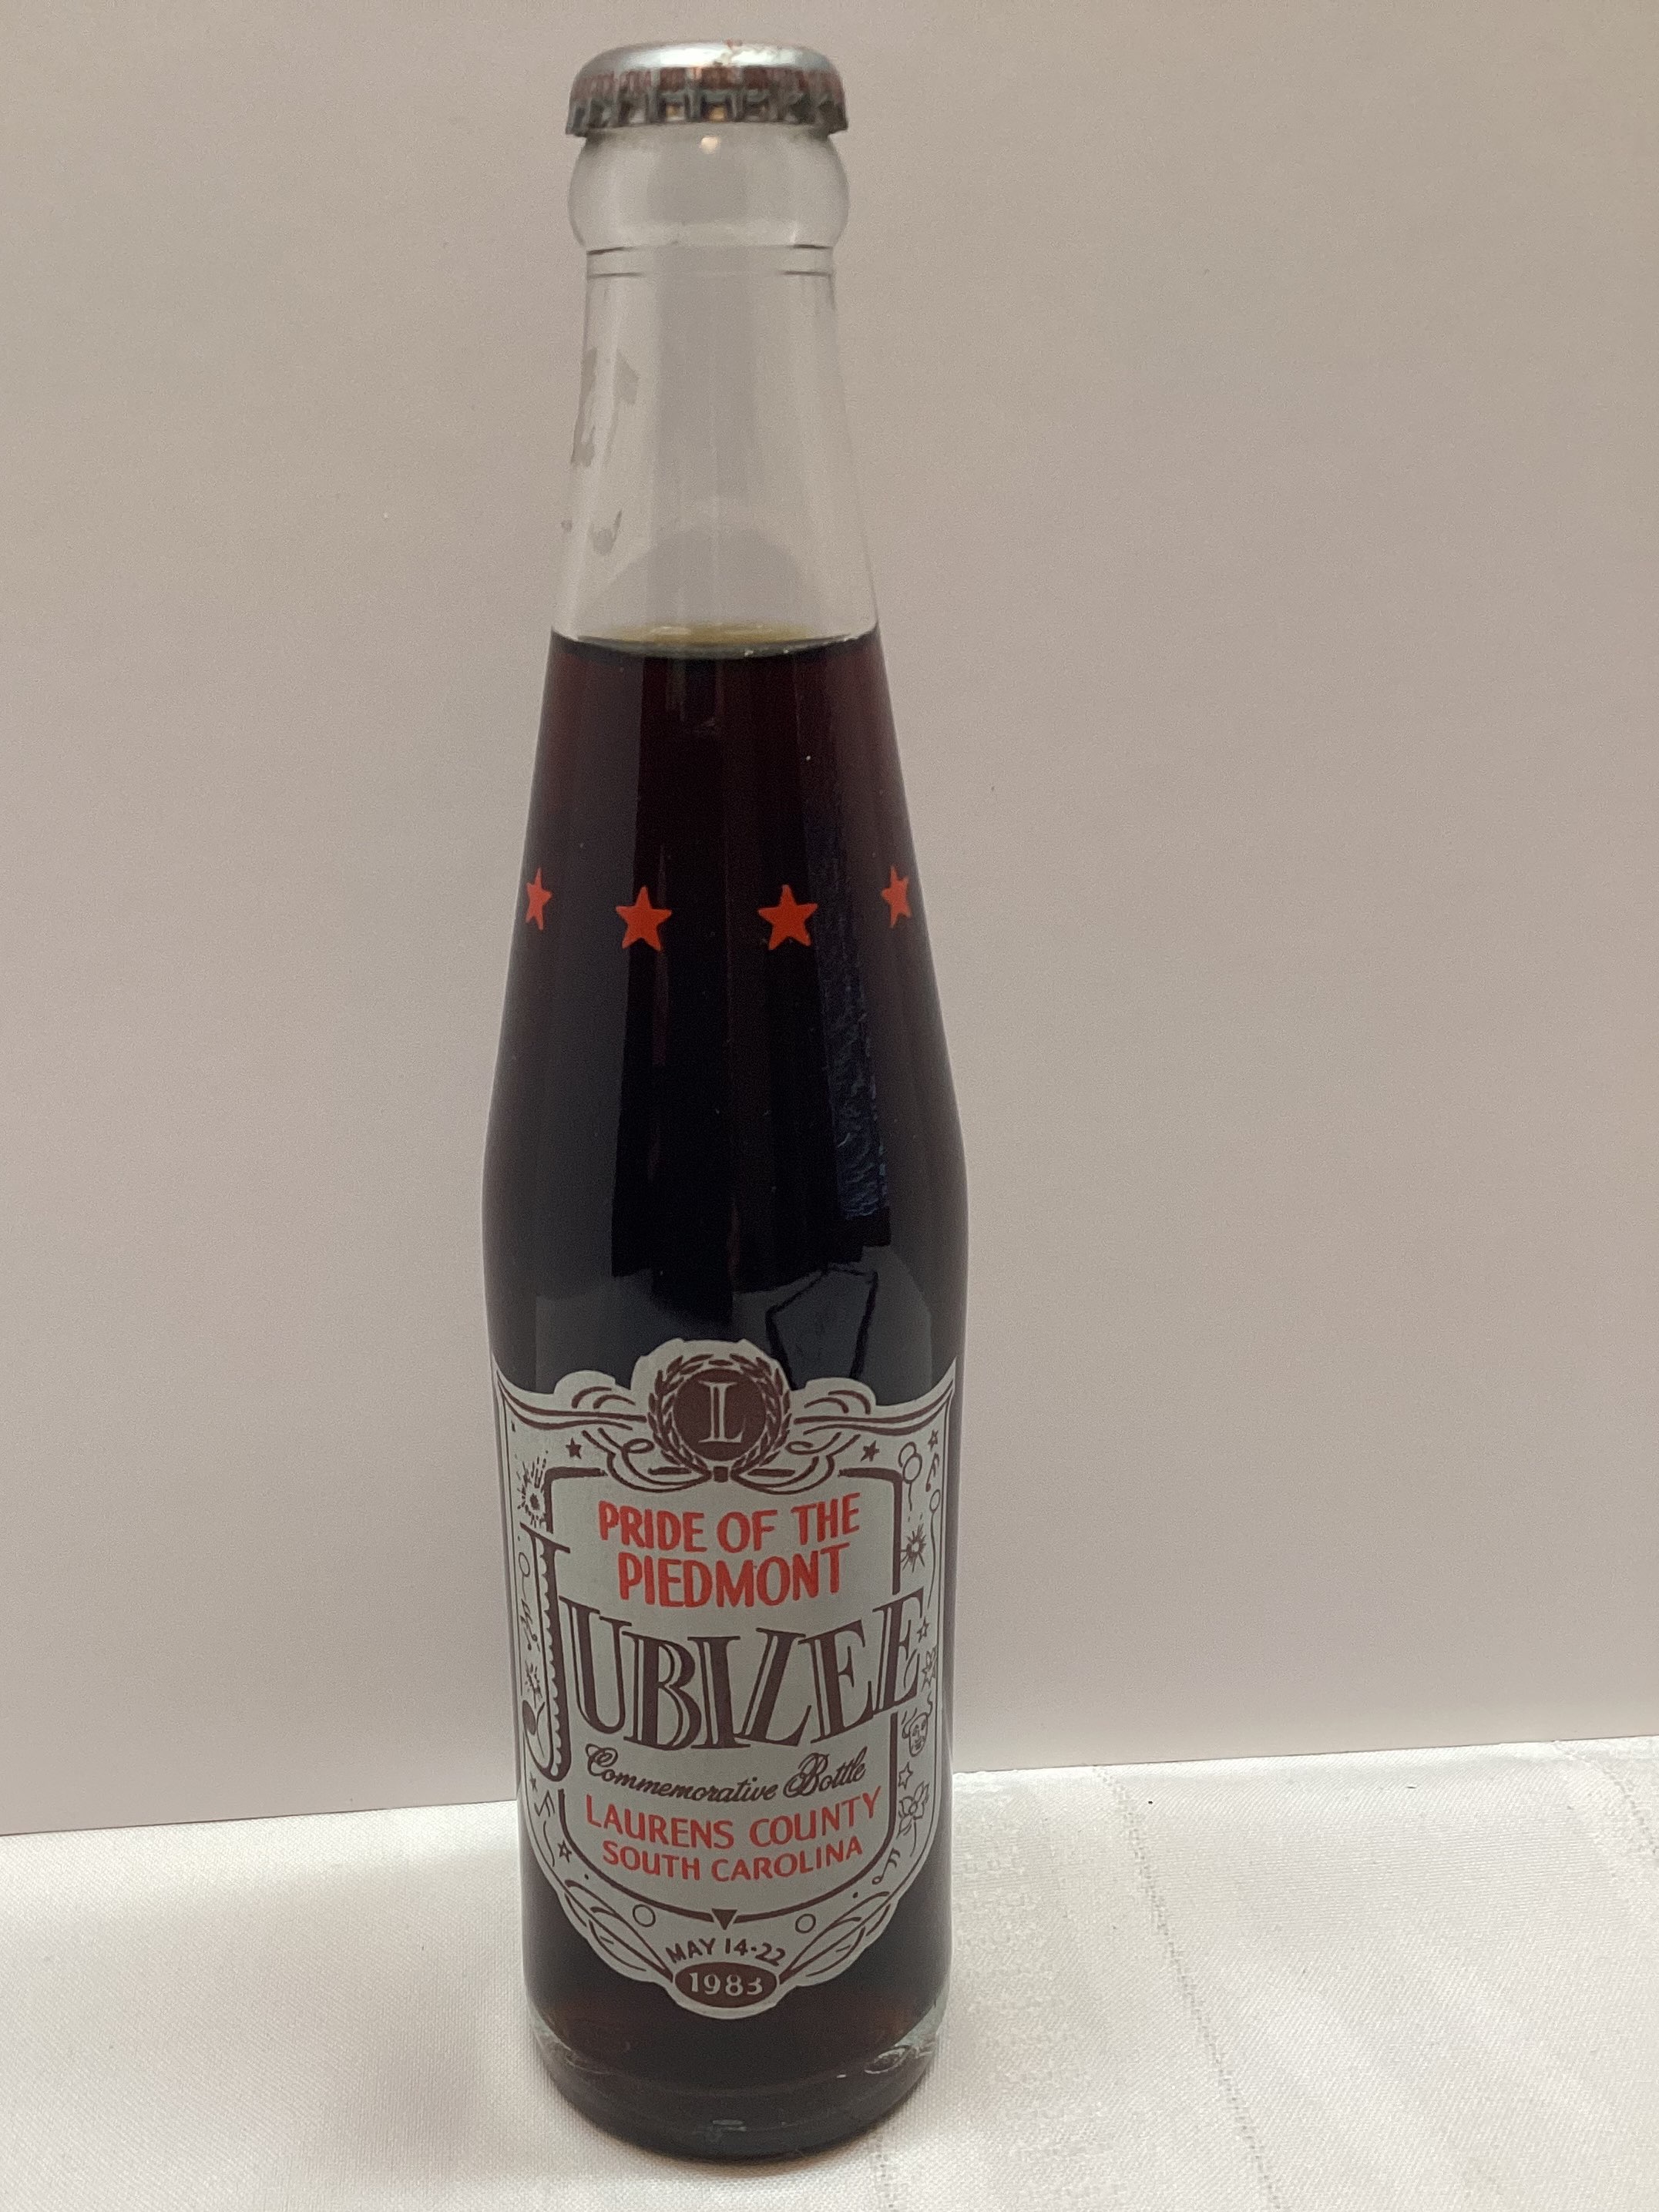 L
PRIDE OF THE
PIEDMONT
JUBILEE
Commemorative Bottle
LAURENS COUNTY
SOUTH CAROLINA
MAY 14-22
1983